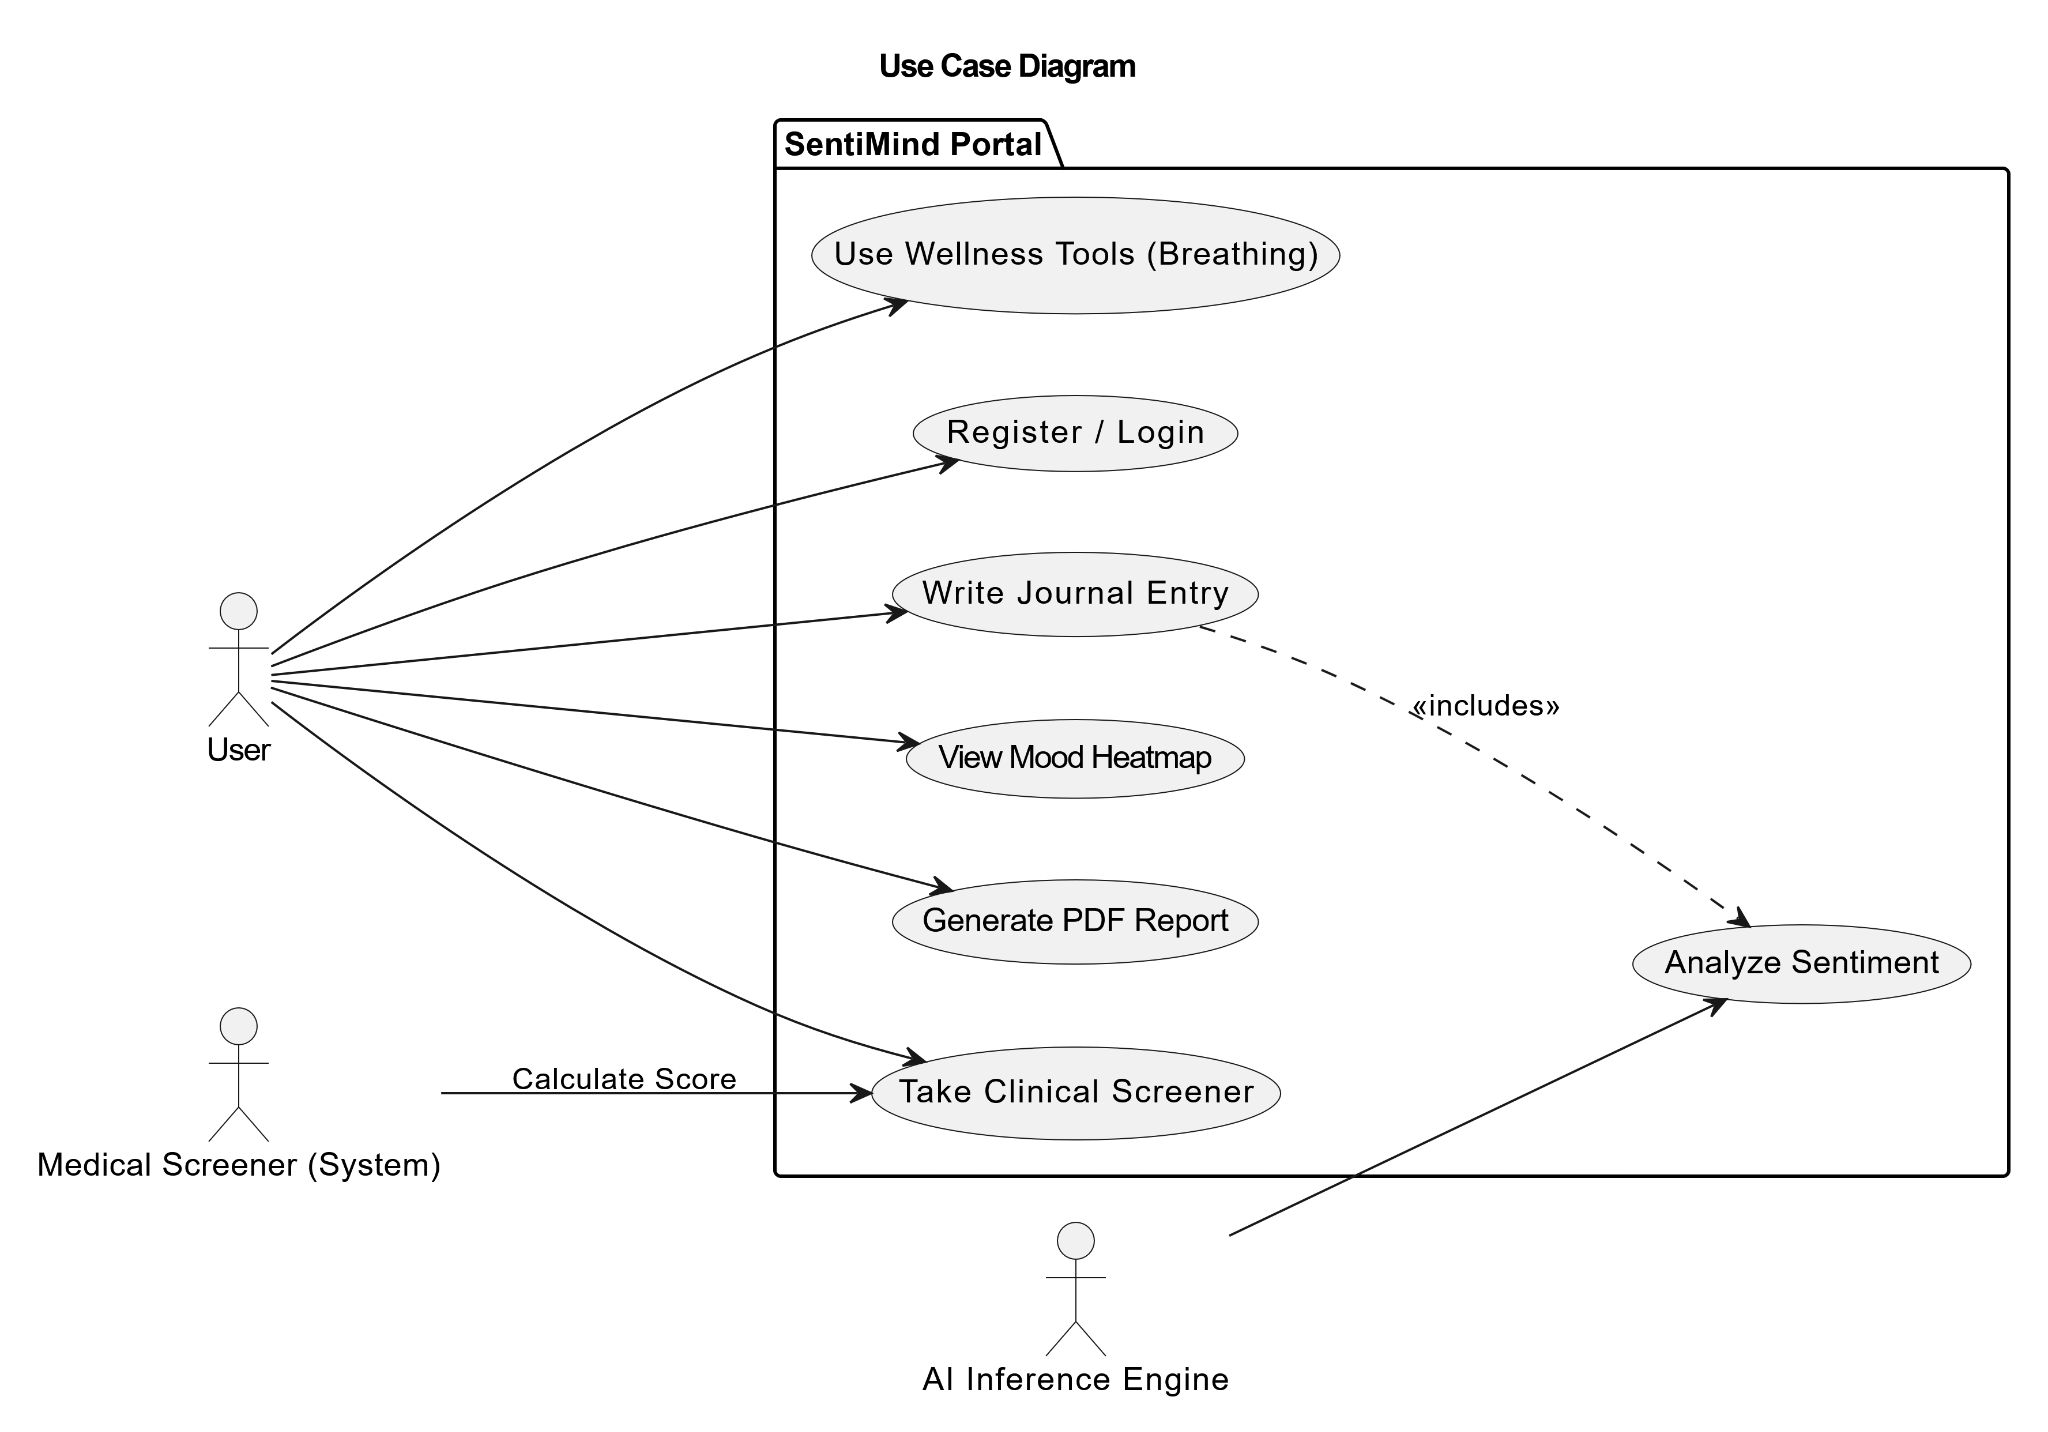 Use Case Diagram
SentiMind Portal
Use Wellness Tools (Breathing)
Register / Login
Write Journal Entry
«includes»
User
View Mood Heatmap
Generate PDF Report
Analyze Sentiment
Calculate Score
Take Clinical Screener
Medical Screener (System)
AI Inference Engine